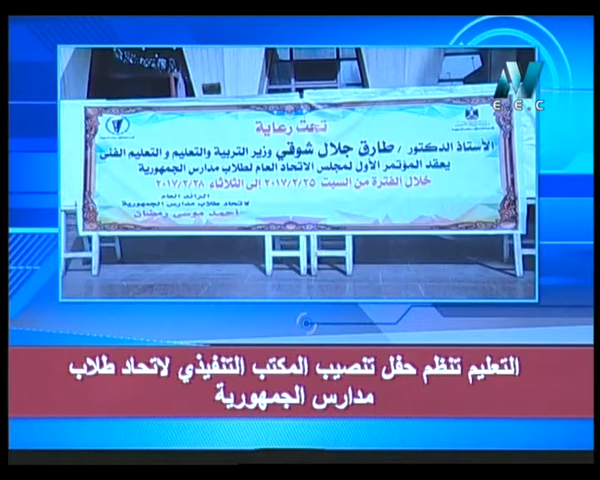 E.E.C
تحت رعاية
الأستاذ الدكتور / طارق جلال شوقي وزير التربية والتعليم و التعليم الفنى
يعقد المؤتمر الأول لمجلس الاتحاد العام لطلاب مدارس الجمهورية
خلال الفترة من السبت ٢٠١٧/٢/٢٥ إلى الثلاثاء ٢٠١٧/٢/٢٨
الرائد العام
لاتحاد طلاب مدارس الجمهورية
احمد موسى رمضان
التعليم تنظم حفل تنصيب المكتب التنفيذي لاتحاد طلاب
مدارس الجمهورية